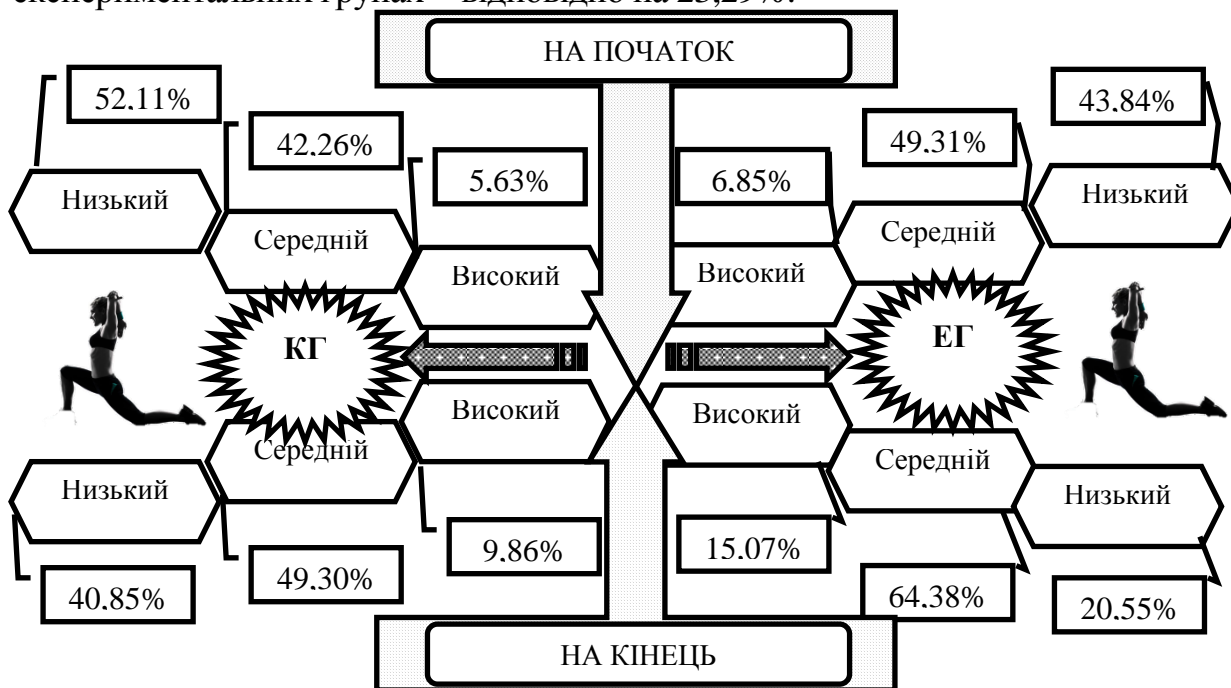 експериментальних групах – відповідно на 23,29%.
НА ПОЧАТОК
52,11%
42,26%
5,63%
6,85%
49,31%
43,84%
Низький
Середній
Високий
Високий
Середній
Низький
КГ
ЕГ
Низький
Середній
Високий
Високий
Середній
Низький
40,85%
49,30%
9,86%
15,07%
64,38%
20,55%
НА КІНЕЦЬ